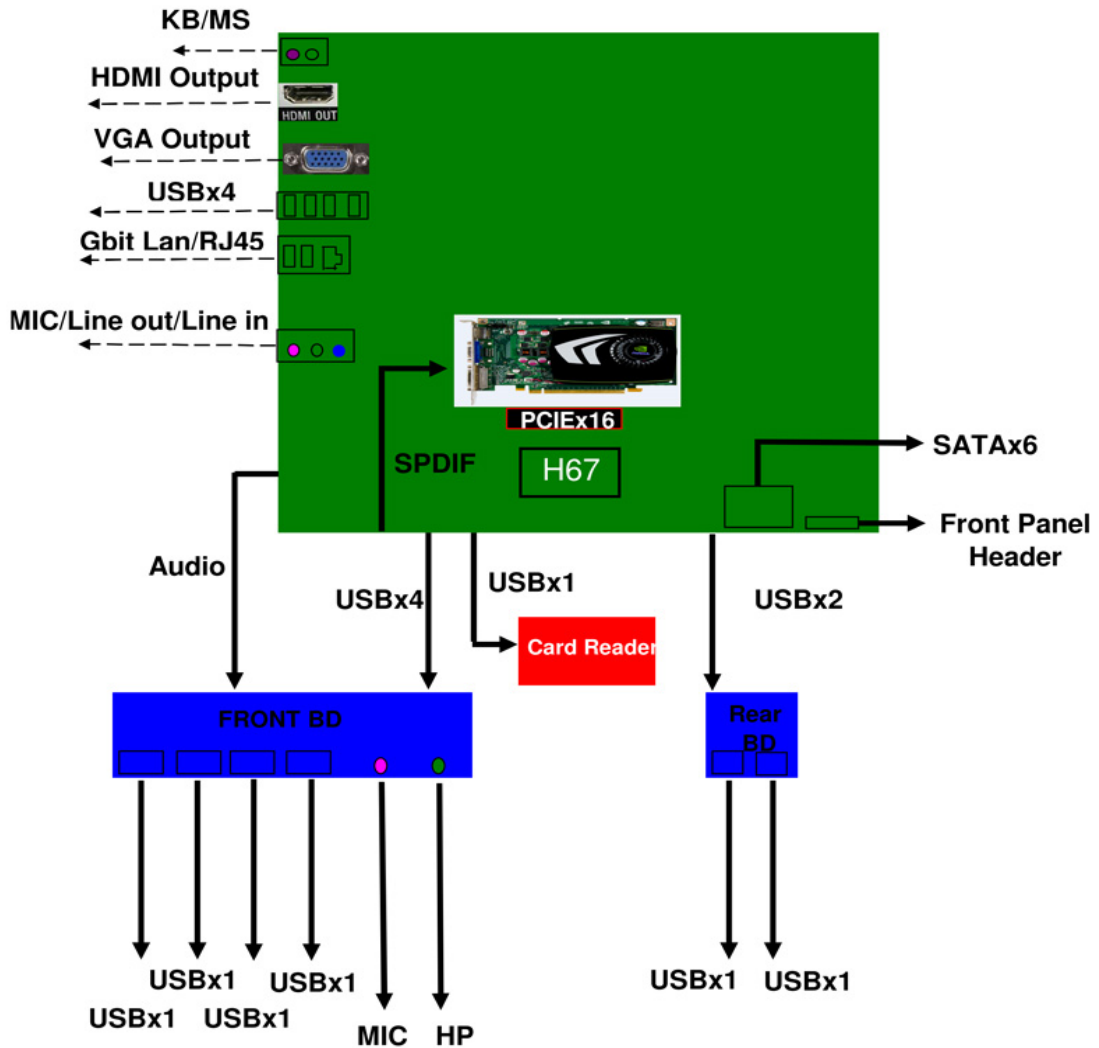 KB/MS
HDMI Output
HDMI OUT
VGA Output
USBx4
Gbit Lan/RJ45
MIC/Line out/Line in
PCIEx16
SPDIF
H67
SATAx6
Front Panel
Header
Audio
USBx4
USBx1
USBx2
Card Reader
FRONT BD
Rear
BD
USBx1
USBx1
USBx1
USBx1
MIC
HP
USBx1
USBx1